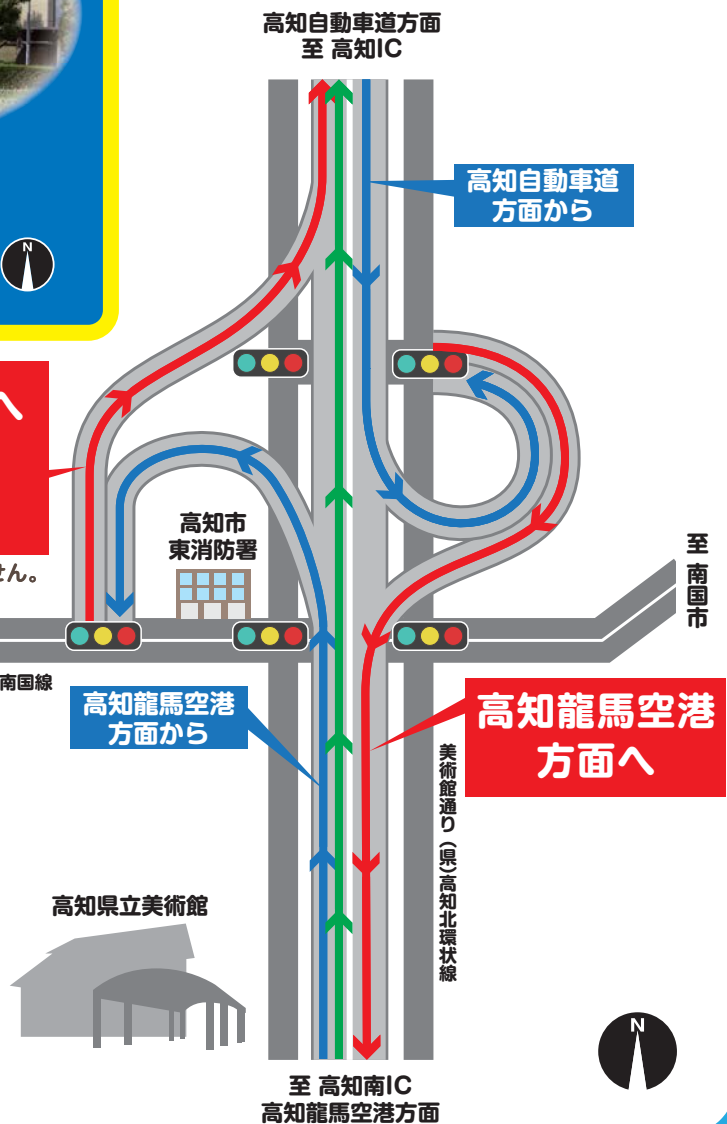 高知自動車道方面
至 高知IC
N
高知自動車道
方面から
へ
せん。
高知市
東消防署
至 南国市
南国線
高知龍馬空港
方面から
高知龍馬空港
方面へ
美術館通り(県)高知北環状線
高知県立美術館
N
至 高知南IC
高知龍馬空港方面